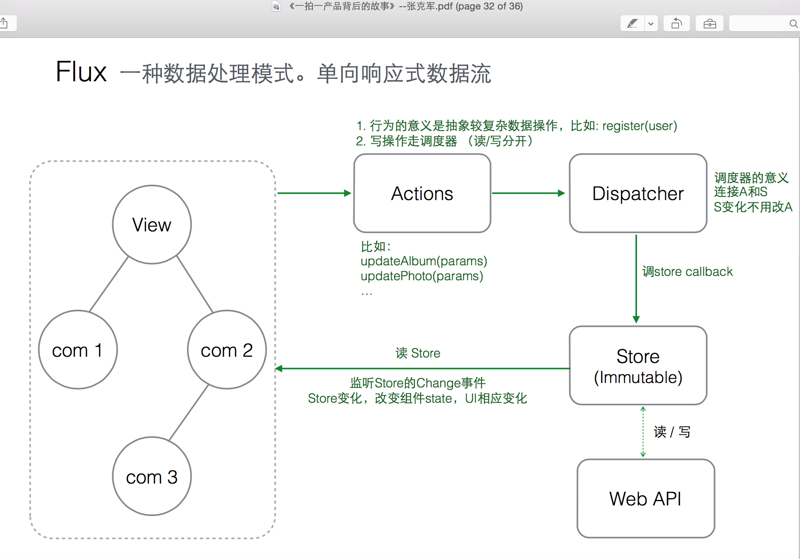 《一拍一产品背后的故事》--张克军.pdf (page 32 of 36)
Flux 一种数据处理模式。单向响应式数据流
1. 行为的意义是抽象较复杂数据操作，比如: register(user)
2. 写操作走调度器 （读/写分开）
Actions
Dispatcher
调度器的意义
连接A和S
S变化不用改A
View
比如：
updateAlbum(params)
updatePhoto(params)
...
调store callback
com 1
com 2
读 Store
Store
(Immutable)
监听Store的Change事件
Store变化，改变组件state，UI相应变化
读 / 写
com 3
Web API